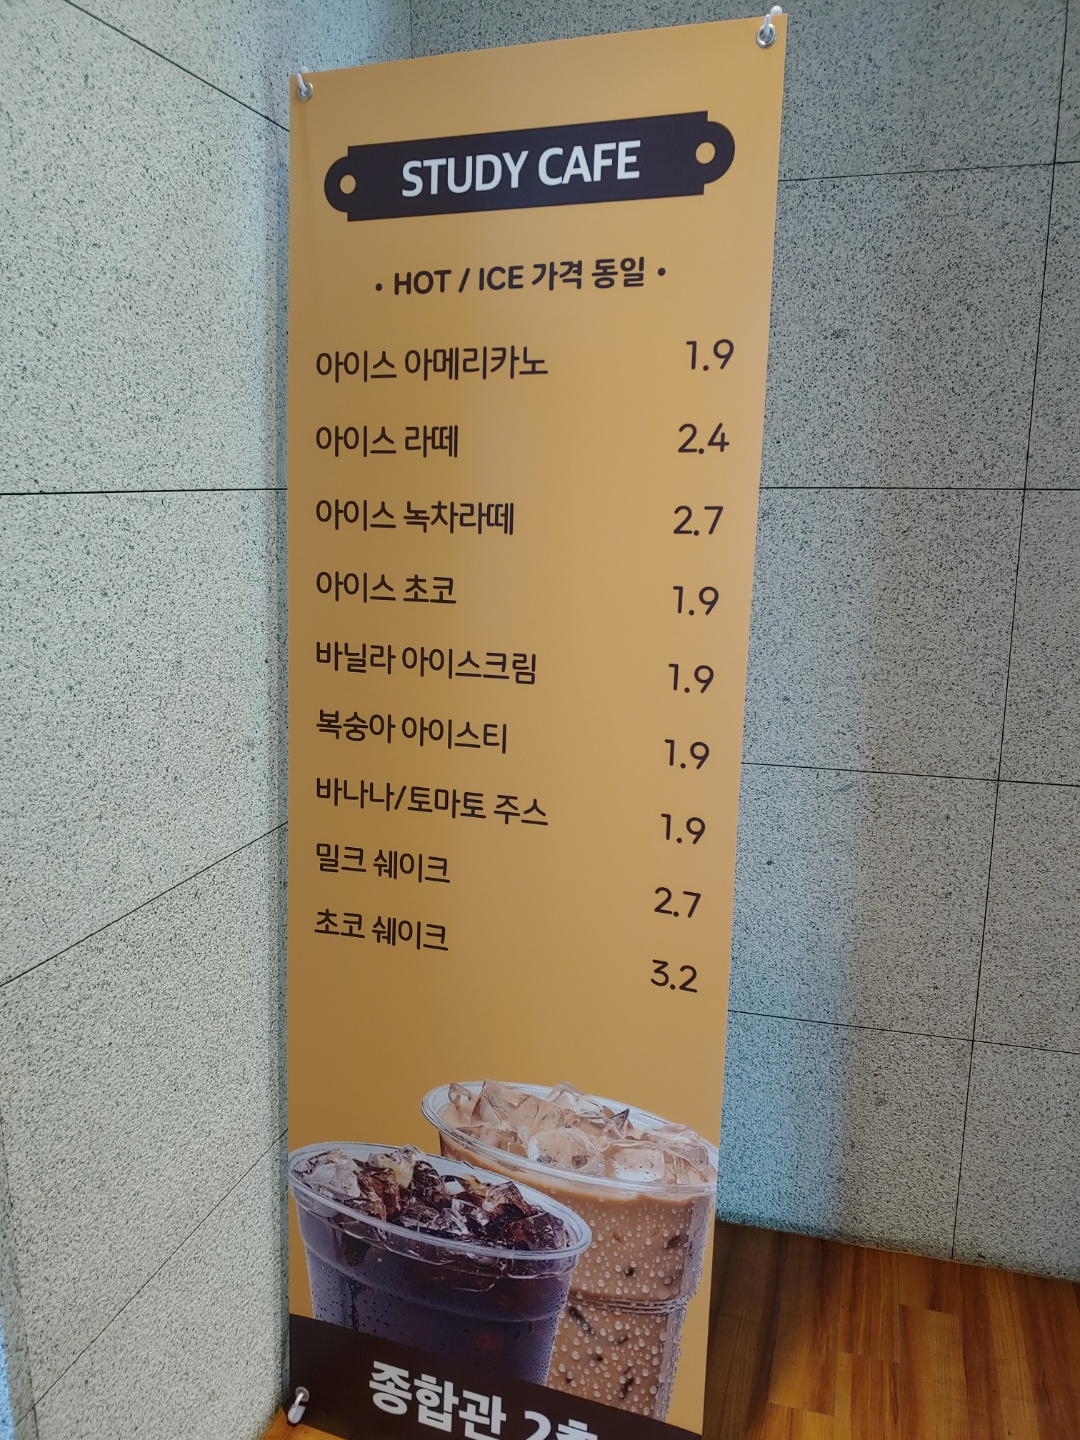 STUDY CAFE
• HOT / ICE 가격 동일 •
아이스 아메리카노 1.9
아이스 라떼 2.4
아이스 녹차라떼 2.7
아이스 초코 1.9
바닐라 아이스크림 1.9
복숭아 아이스티 1.9
바나나/토마토 주스 1.9
밀크 쉐이크 2.7
초코 쉐이크 3.2
종합관 2층